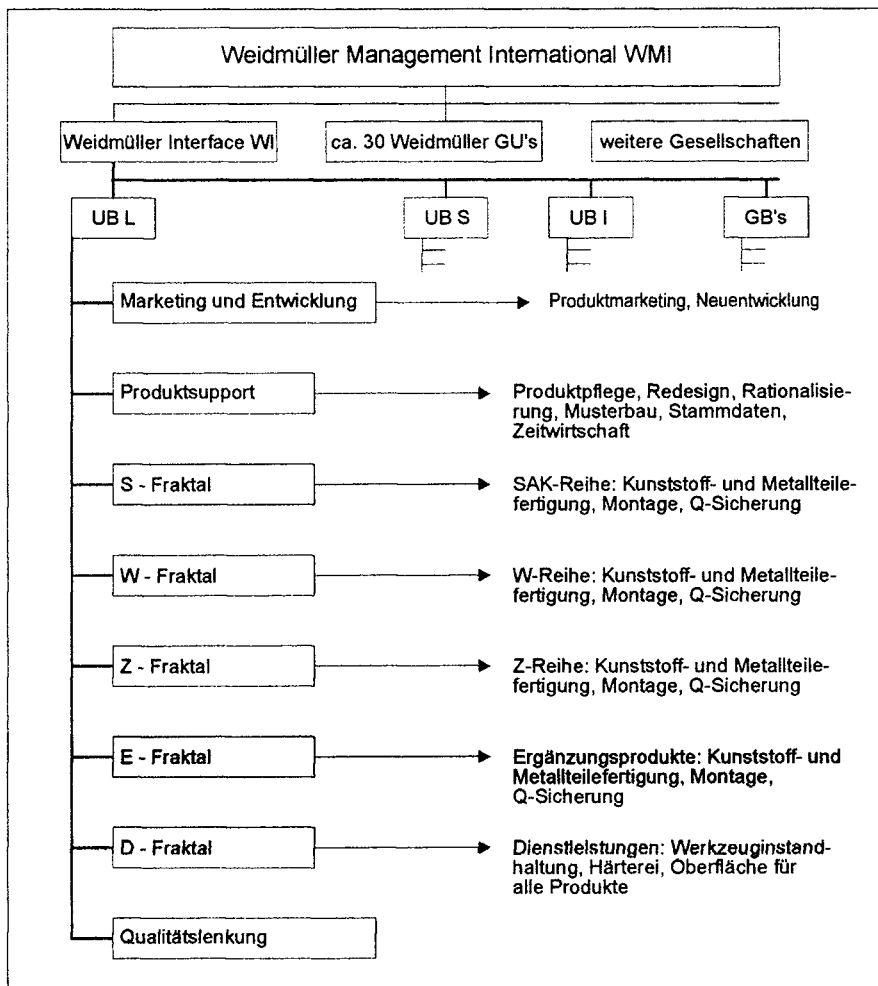 Weidmüller Management International WMI
Weidmüller Interface WI
ca. 30 Weidmüller GU's
weitere Gesellschaften
UB L
UB S
UB I
GB's
Marketing und Entwicklung
Produktmarketing, Neuentwicklung
Produktsupport
Produktpflege, Redesign, Rationalisie-
rung, Musterbau, Stammdaten,
Zeitwirtschaft
S - Fraktal
SAK-Reihe: Kunststoff- und Metallteile-
fertigung, Montage, Q-Sicherung
W - Fraktal
W-Reihe: Kunststoff- und Metallteile-
fertigung, Montage, Q-Sicherung
Z - Fraktal
Z-Reihe: Kunststoff- und Metallteile-
fertigung, Montage, Q-Sicherung
E - Fraktal
Ergänzungsprodukte: Kunststoff- und
Metallteilefertigung, Montage,
Q-Sicherung
D - Fraktal
Dienstleistungen: Werkzeuginstand-
haltung, Härterei, Oberfläche für
alle Produkte
Qualitätslenkung